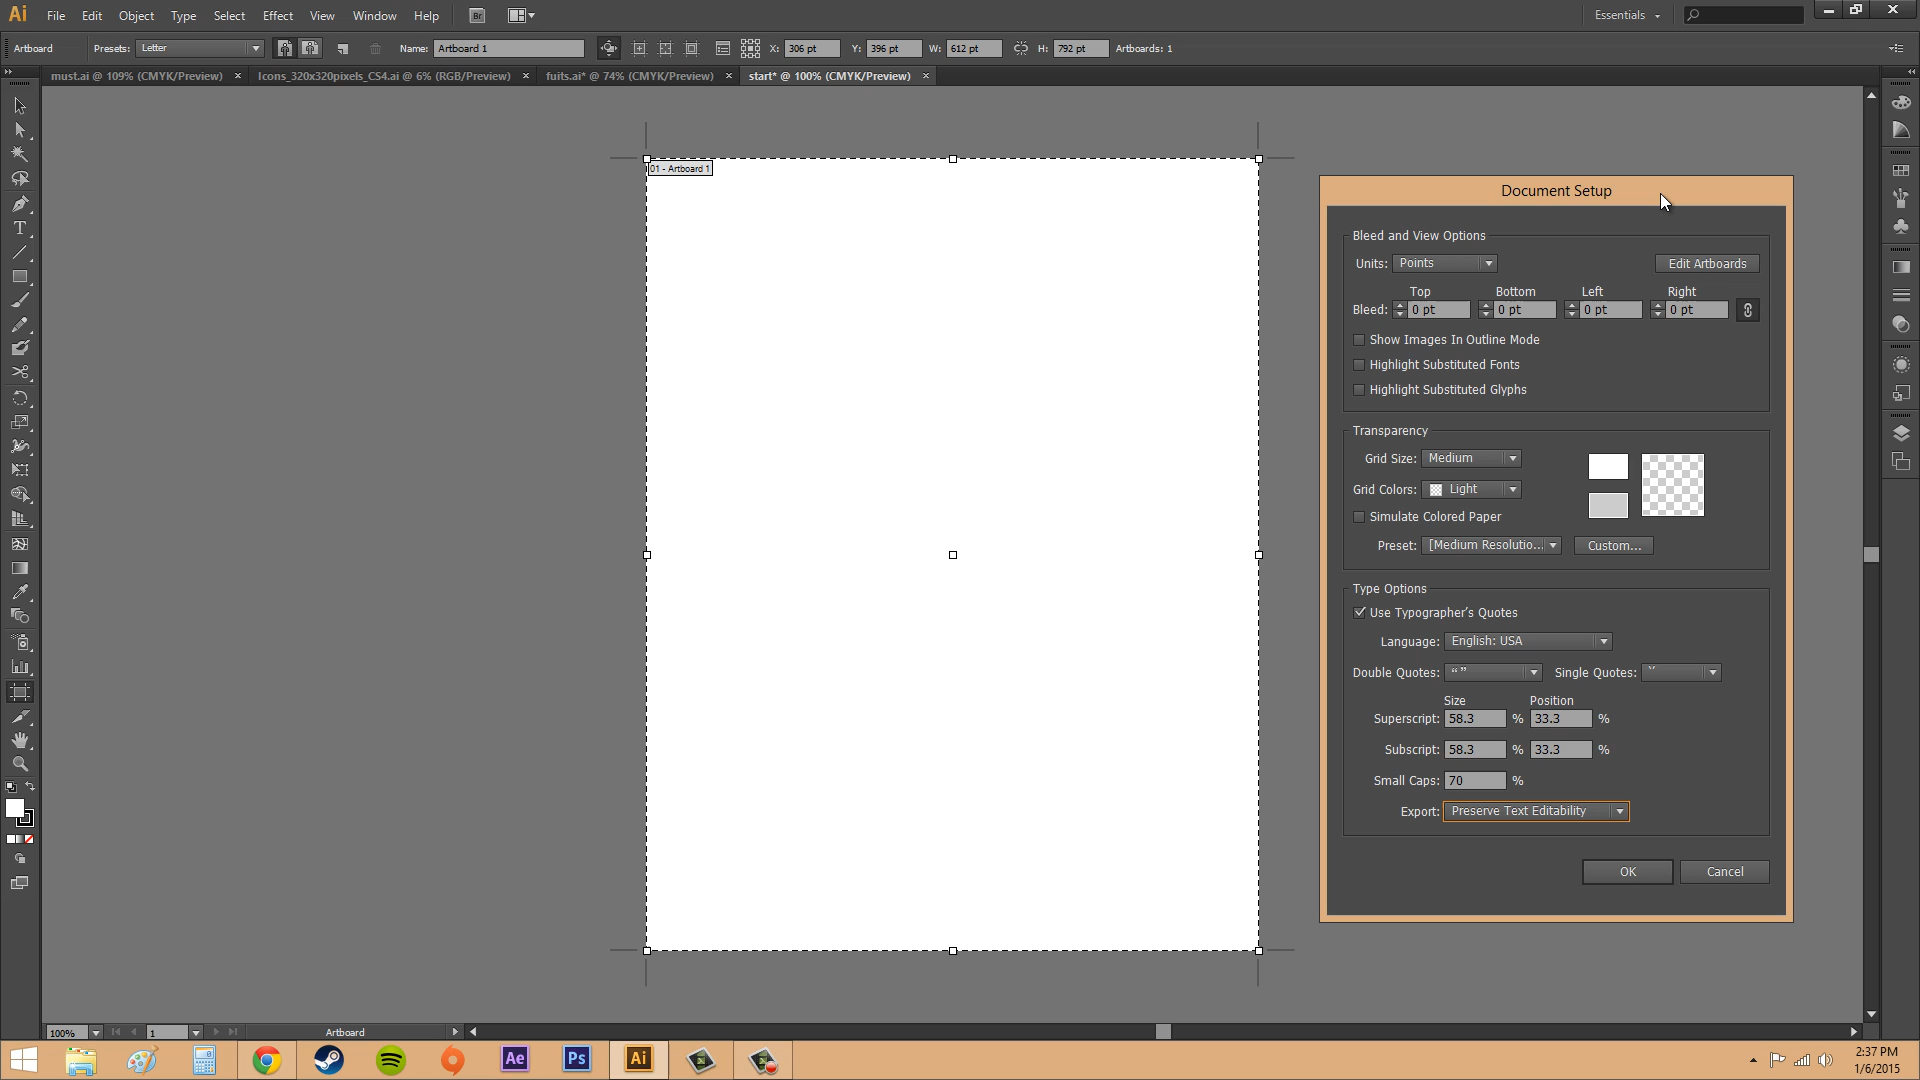 Ai File Edit Object Type Select Effect View Window Help Br Essentials
Artboard Presets: Letter Name: Artboard 1 X: 306 pt Y: 396 pt W: 612 pt H: 792 pt Artboards: 1
must.ai @ 109% (CMYK/Preview) × Icons_320x320pixels_CS4.ai @ 6% (RGB/Preview) × fuits.ai* @ 74% (CMYK/Preview) × start* @ 100% (CMYK/Preview) ×
01 - Artboard 1
Document Setup
Bleed and View Options
Units: Points Edit Artboards
Top Bottom Left Right
Bleed: 0 pt 0 pt 0 pt 0 pt
Show Images In Outline Mode
Highlight Substituted Fonts
Highlight Substituted Glyphs
Transparency
Grid Size: Medium
Grid Colors: Light
Simulate Colored Paper
Preset: [Medium Resolutio... Custom...
Type Options
Use Typographer's Quotes
Language: English: USA
Double Quotes: “ ” Single Quotes: ‘’
Size Position
Superscript: 58.3 % 33.3 %
Subscript: 58.3 % 33.3 %
Small Caps: 70 %
Export: Preserve Text Editability
OK Cancel
100% 1 Artboard
Ae Ps Ai
2:37 PM
1/6/2015